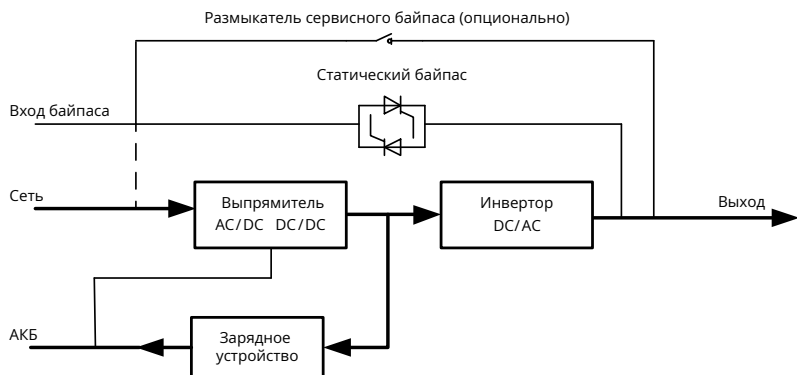 Размыкатель сервисного байпаса (опционально)
Статический байпас
Вход байпаса
Сеть
Выпрямитель
AC/DC DC/DC
Инвертор
DC/AC
Выход
АКБ
Зарядное
устройство